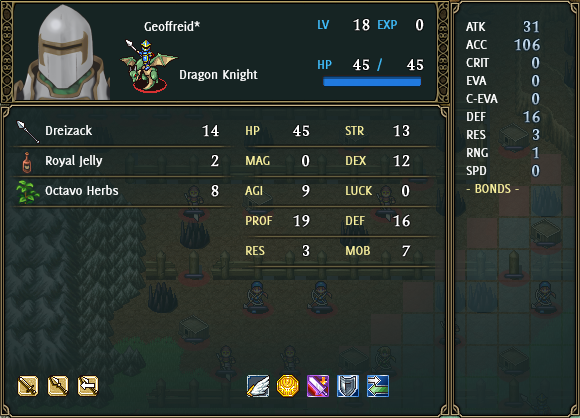 Geoffreid*
LV 18 EXP 0
Dragon Knight
HP 45 / 45
Dreizack 14
Royal Jelly 2
Octavo Herbs 8
HP 45 STR 13
MAG 0 DEX 12
AGI 9 LUCK 0
PROF 19 DEF 16
RES 3 MOB 7
ATK 31
ACC 106
CRIT 0
EVA 0
C-EVA 0
DEF 16
RES 3
RNG 1
SPD 0
- BONDS -